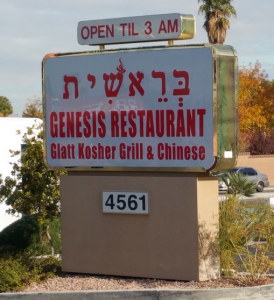 OPEN TIL 3 AM
בְּרֵאשִׁית
GENESIS RESTAURANT
Glatt Kosher Grill & Chinese
4561